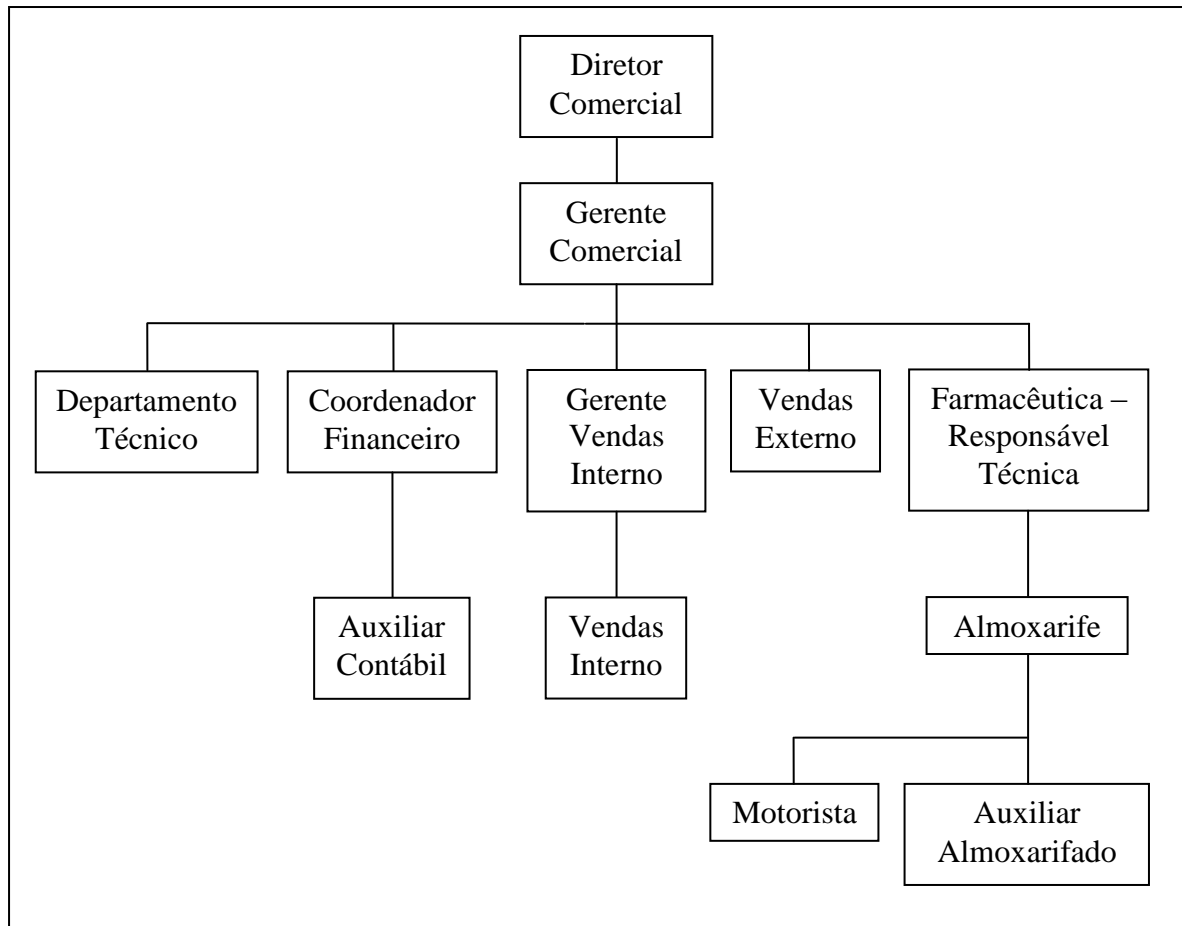 Diretor
Comercial
Gerente
Comercial
Departamento
Técnico
Coordenador
Financeiro
Gerente
Vendas
Interno
Vendas
Externo
Farmacêutica –
Responsável
Técnica
Auxiliar
Contábil
Vendas
Interno
Almoxarife
Motorista
Auxiliar
Almoxarifado